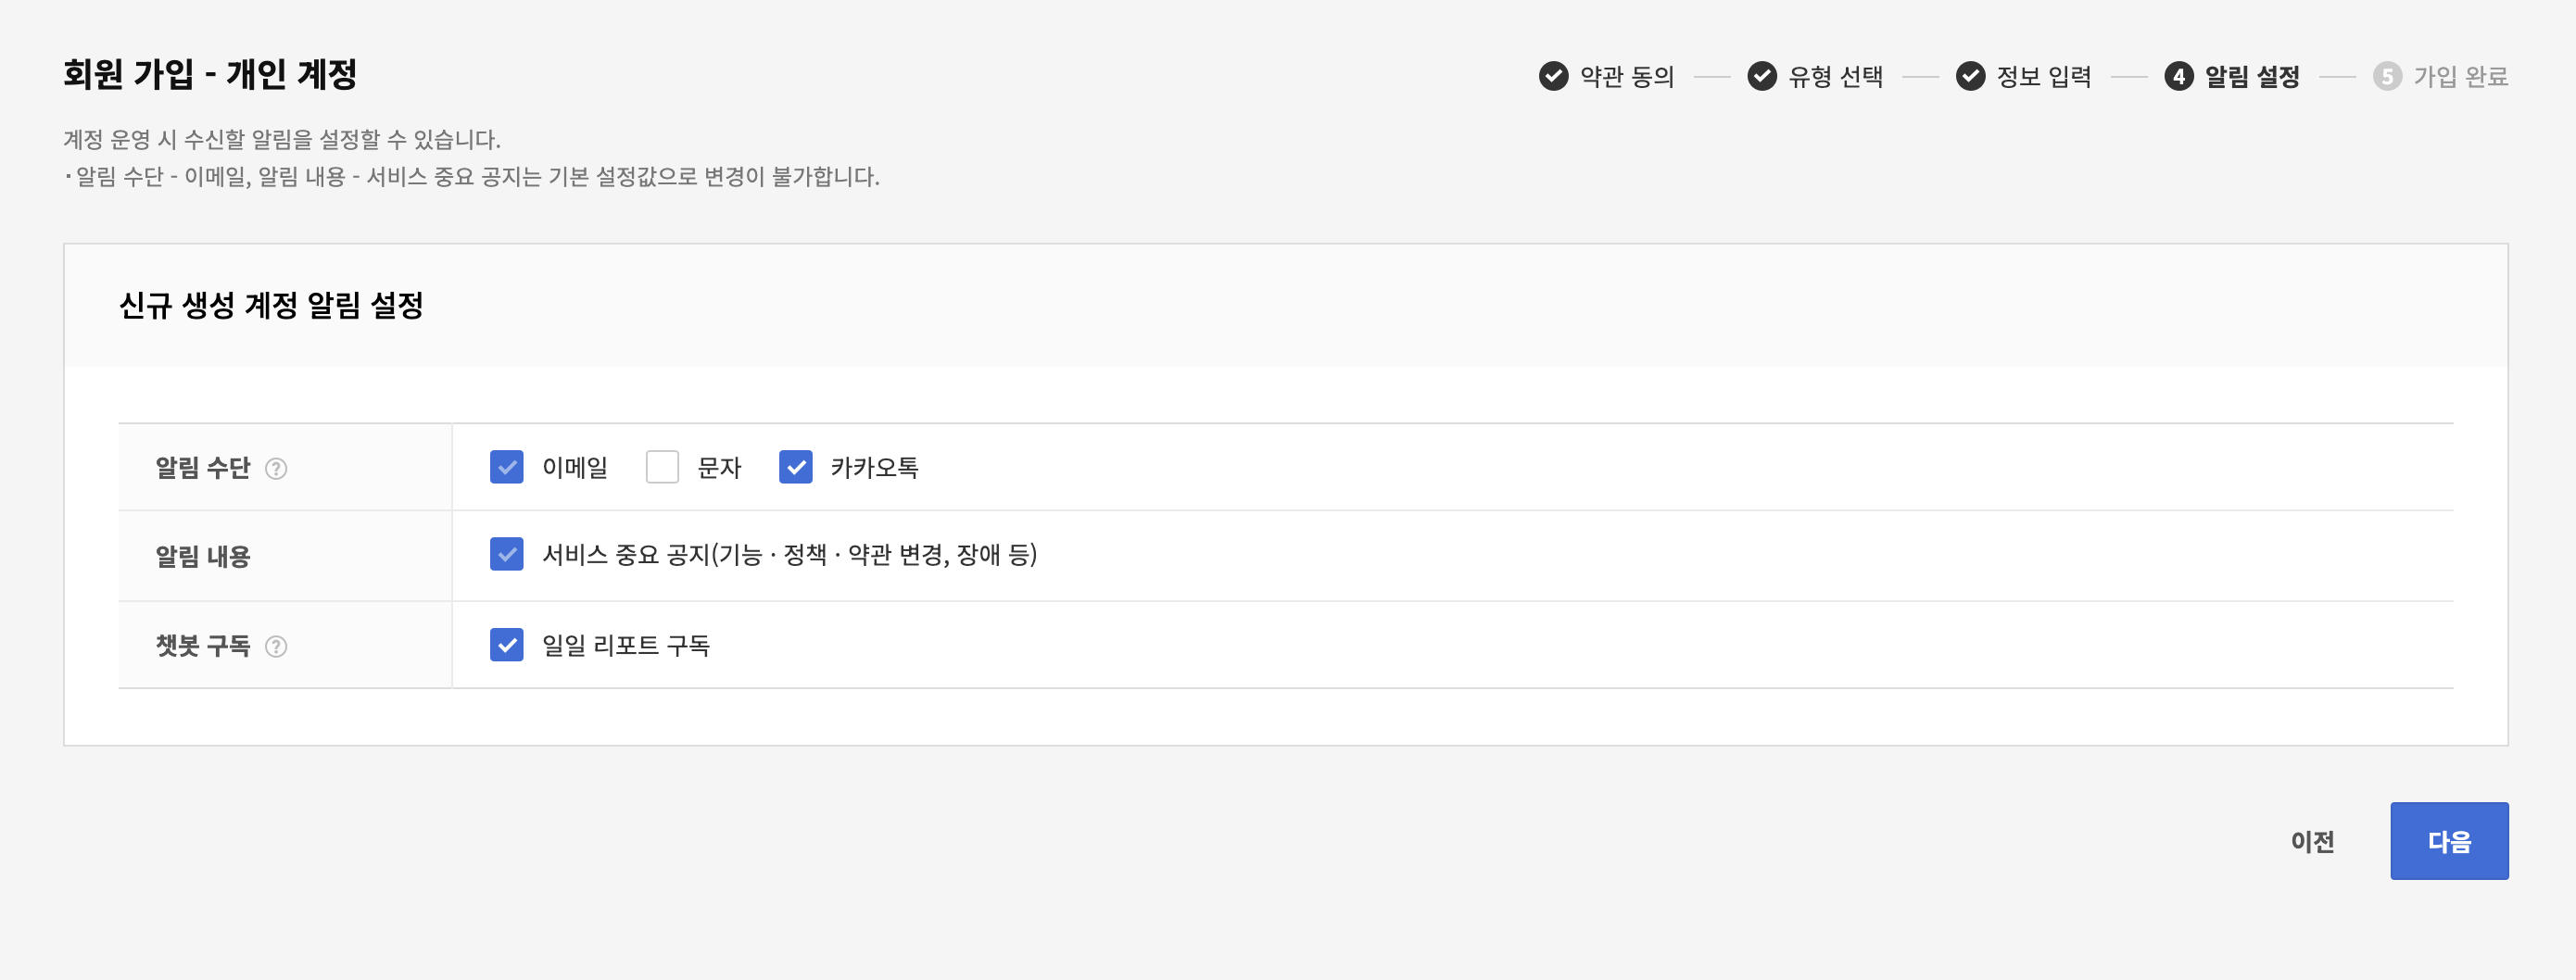 회원 가입 - 개인 계정
약관 동의 유형 선택 정보 입력 4 알림 설정 5 가입 완료
계정 운영 시 수신할 알림을 설정할 수 있습니다.
· 알림 수단 - 이메일, 알림 내용 - 서비스 중요 공지는 기본 설정값으로 변경이 불가합니다.
신규 생성 계정 알림 설정
알림 수단 ? 이메일 문자 카카오톡
알림 내용 서비스 중요 공지(기능 · 정책 · 약관 변경, 장애 등)
챗봇 구독 ? 일일 리포트 구독
이전 다음